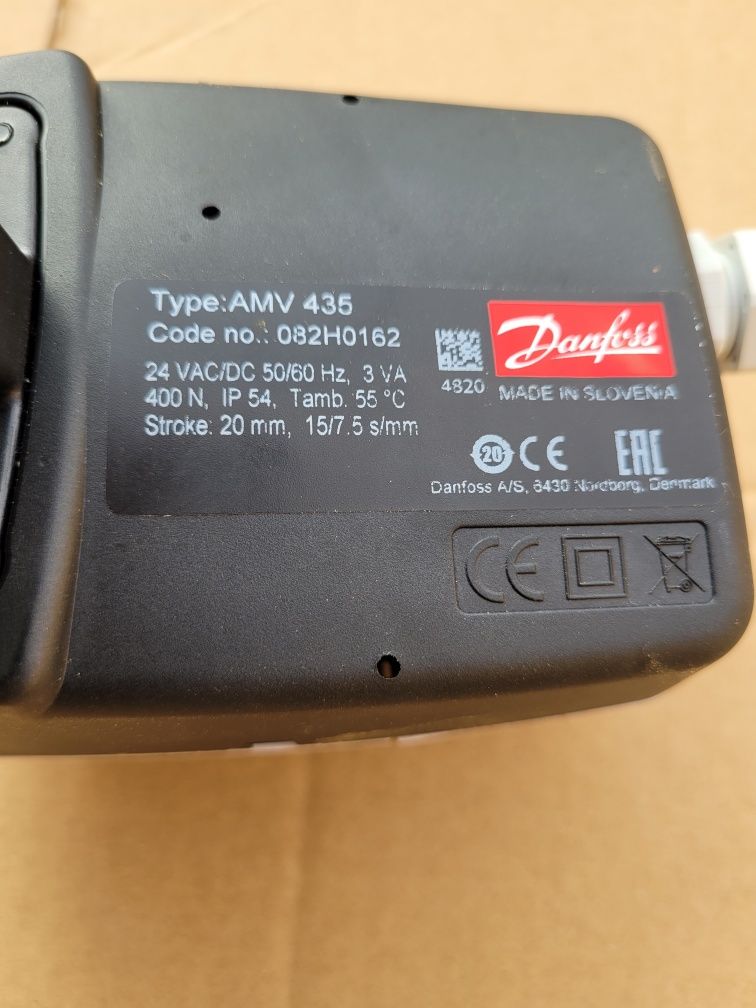 Type:AMV 435
Code no.: 082H0162
24 VAC/DC 50/60 Hz, 3 VA
400 N, IP 54, Tamb. 55 °C
Stroke: 20 mm, 15/7.5 s/mm
4820
Danfoss
MADE IN SLOVENIA
20 CE EAC
Danfoss A/S, 6430 Nordborg, Denmark
CE